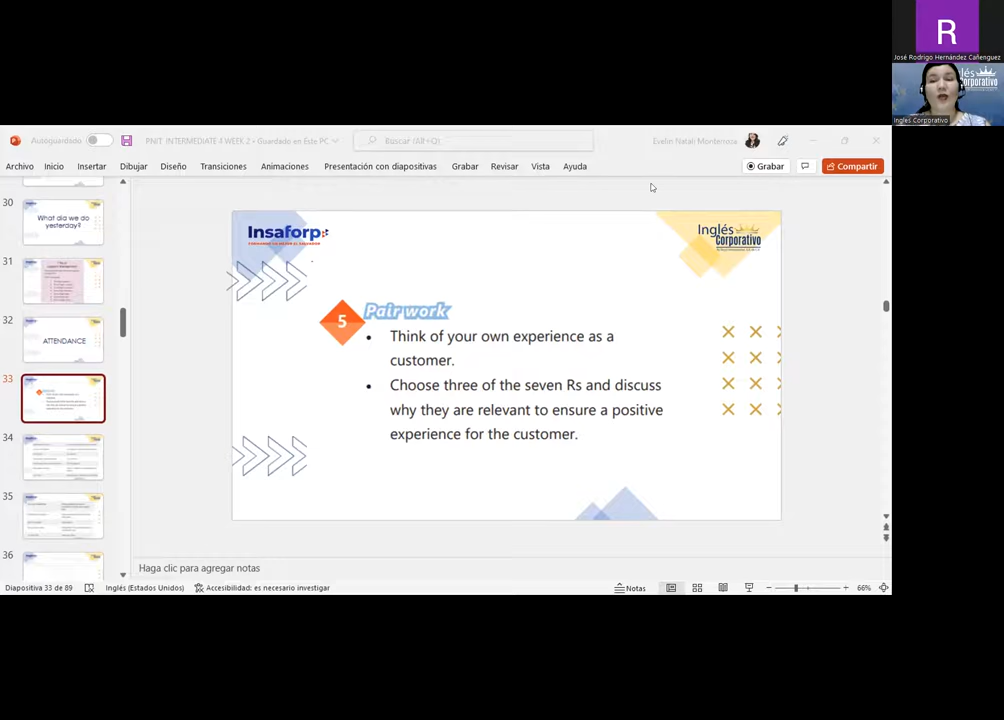 R
José Rodrigo Hernández Cañenguez
Inglés Corporativo
Autoguardado
PNIT_INTERMEDIATE 4 WEEK 2 • Guardado en Este PC
Buscar (Alt+Q)
Evelin Natali Monterrosa
Archivo Inicio Insertar Dibujar Diseño Transiciones Animaciones Presentación con diapositivas Grabar Revisar Vista Ayuda
Grabar
Compartir
30
What did we do
yesterday?
31
32
ATTENDANCE
33
34
35
36
Insaforp
Inglés
Corporativo
5
Pair work
• Think of your own experience as a
customer.
• Choose three of the seven Rs and discuss
why they are relevant to ensure a positive
experience for the customer.
Haga clic para agregar notas
Diapositiva 33 de 89
Inglés (Estados Unidos)
Accesibilidad: es necesario investigar
Notas
66%